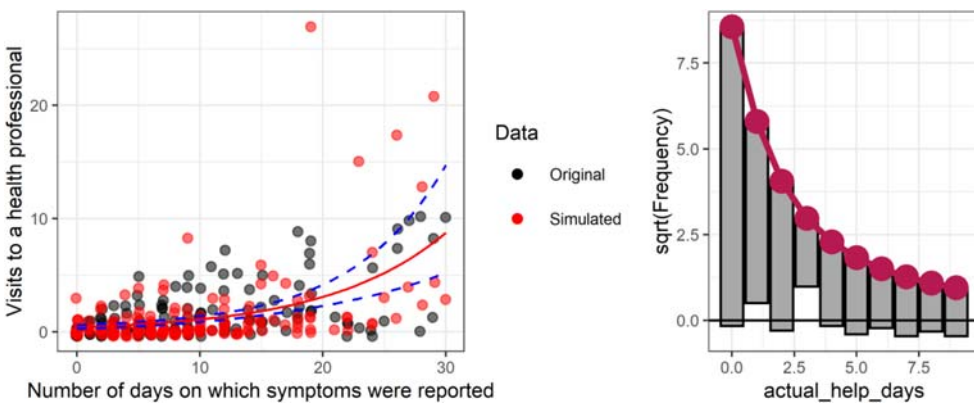 Visits to a health professional
20
10
0
0
10
20
30
Number of days on which symptoms were reported
Data
Original
Simulated
sqrt(Frequency)
7.5
5.0
2.5
0.0
0.0
2.5
5.0
7.5
actual_help_days